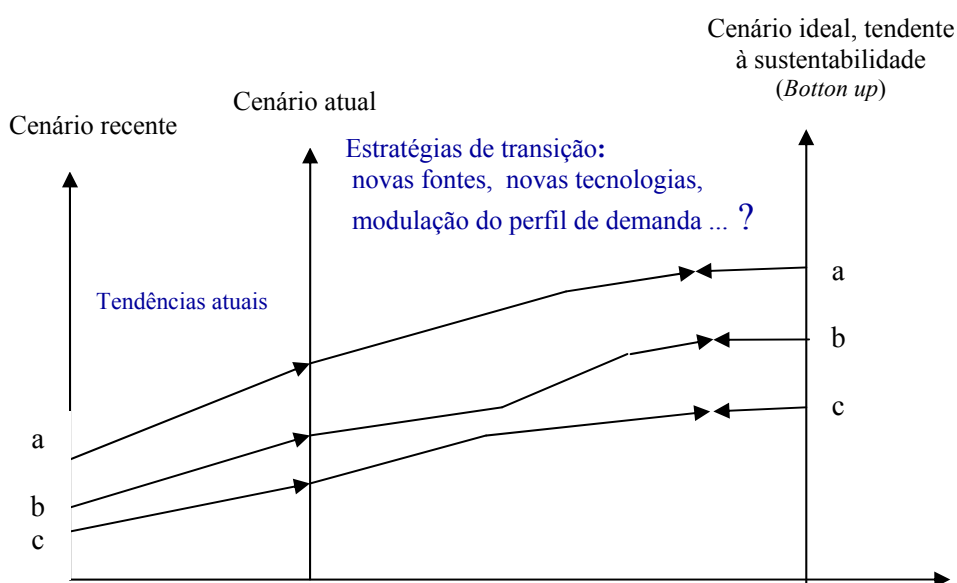 Cenário ideal, tendente
à sustentabilidade
(Botton up)
Cenário atual
Cenário recente
Estratégias de transição:
novas fontes, novas tecnologias,
modulação do perfil de demanda ... ?
Tendências atuais
a
b
c
a
b
c